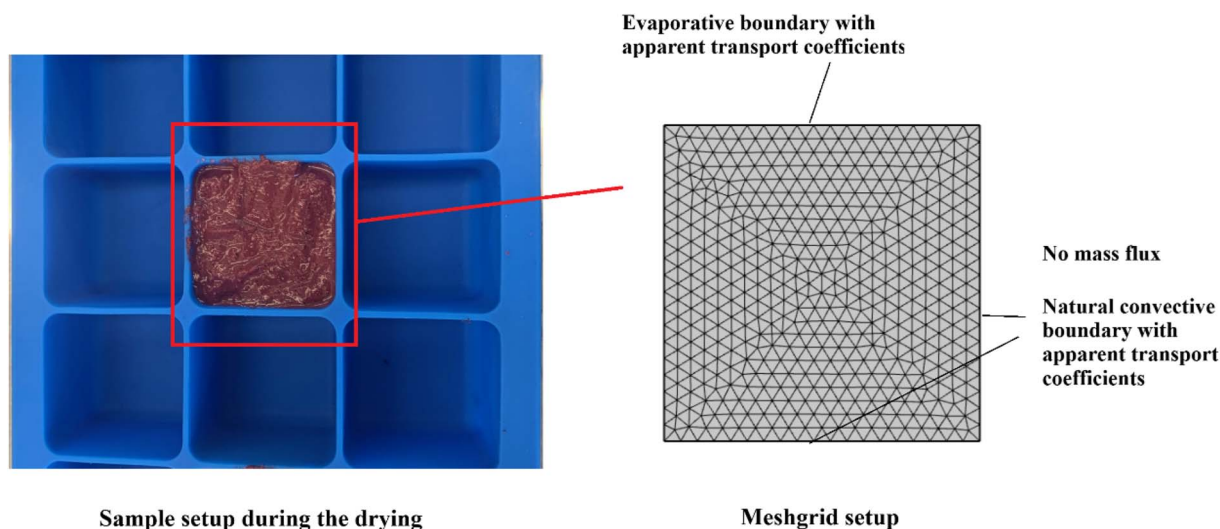 Evaporative boundary with
apparent transport coefficients
No mass flux
Natural convective
boundary with
apparent transport
coefficients
Sample setup during the drying
Meshgrid setup